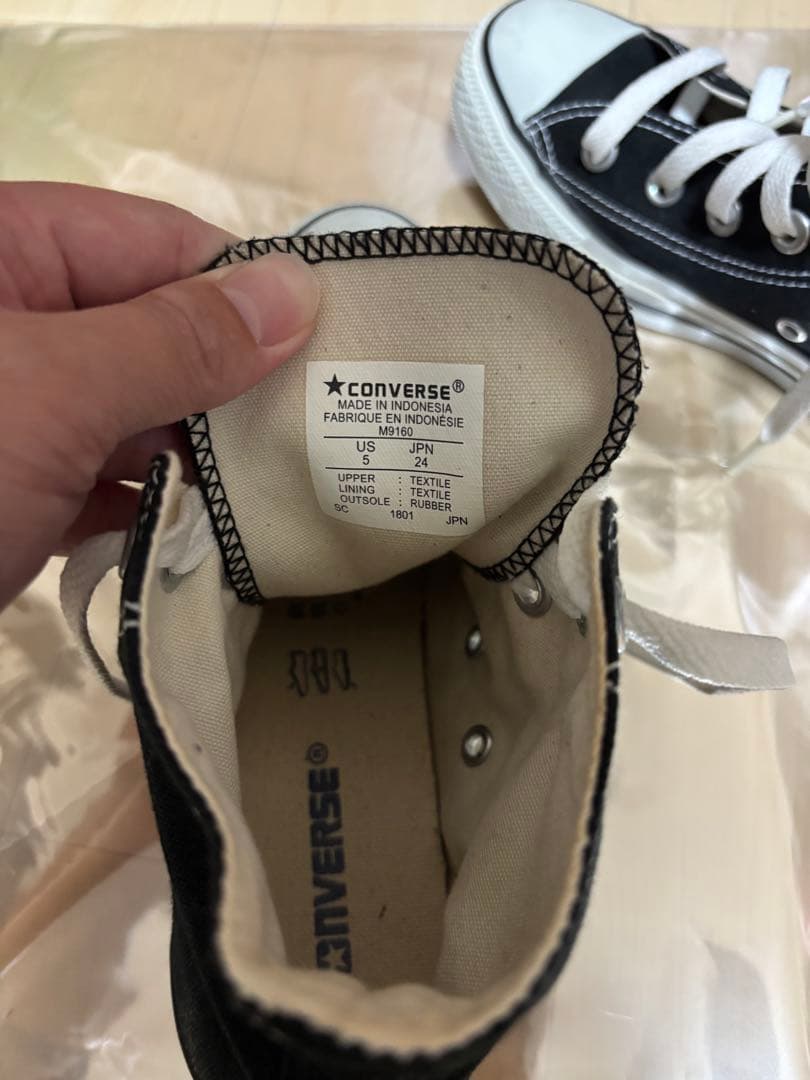 ★CONVERSE®
MADE IN INDONESIA
FABRIQUE EN INDONÉSIE
M9160
US JPN
5 24
UPPER : TEXTILE
LINING : TEXTILE
OUTSOLE : RUBBER
SC 1801 JPN
C★NVERSE®